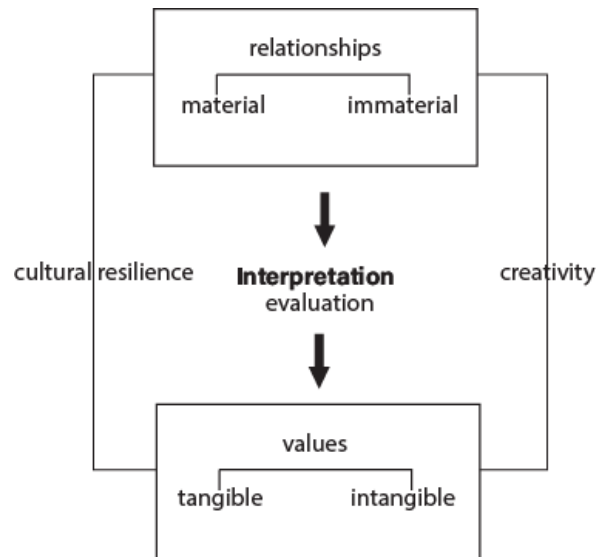 relationships
material immaterial
cultural resilience
Interpretation
evaluation
creativity
values
tangible intangible